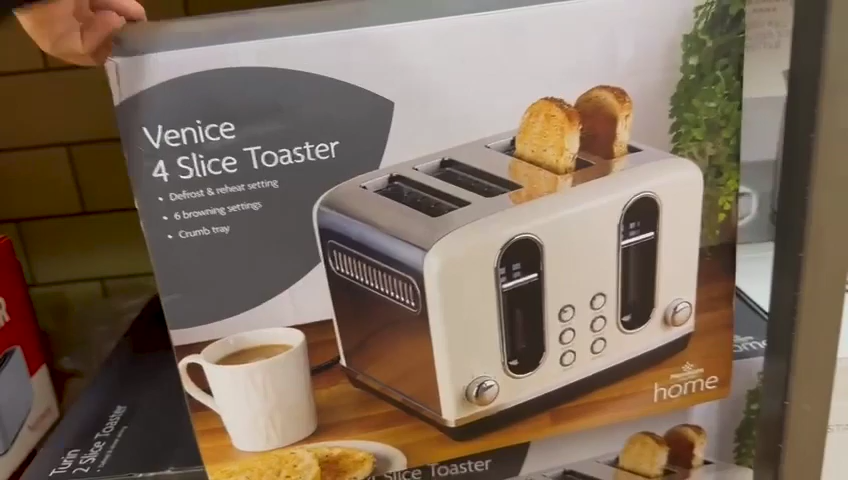 Venice
4 Slice Toaster
• Defrost & reheat setting
• 6 browning settings
• Crumb tray
home
home
Turin
2 Slice Toaster
Slice Toaster